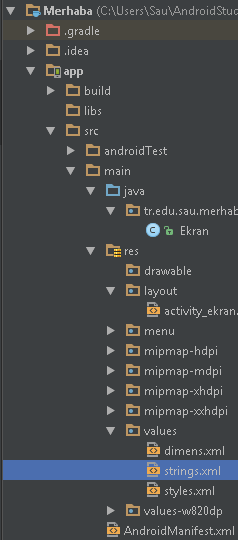 Merhaba (C:\Users\Sau\AndroidStu
.gradle
.idea
app
build
libs
src
androidTest
main
java
tr.edu.sau.merhab
Ekran
res
drawable
layout
activity_ekran.
menu
mipmap-hdpi
mipmap-mdpi
mipmap-xhdpi
mipmap-xxhdpi
values
dimens.xml
strings.xml
styles.xml
values-w820dp
AndroidManifest.xml